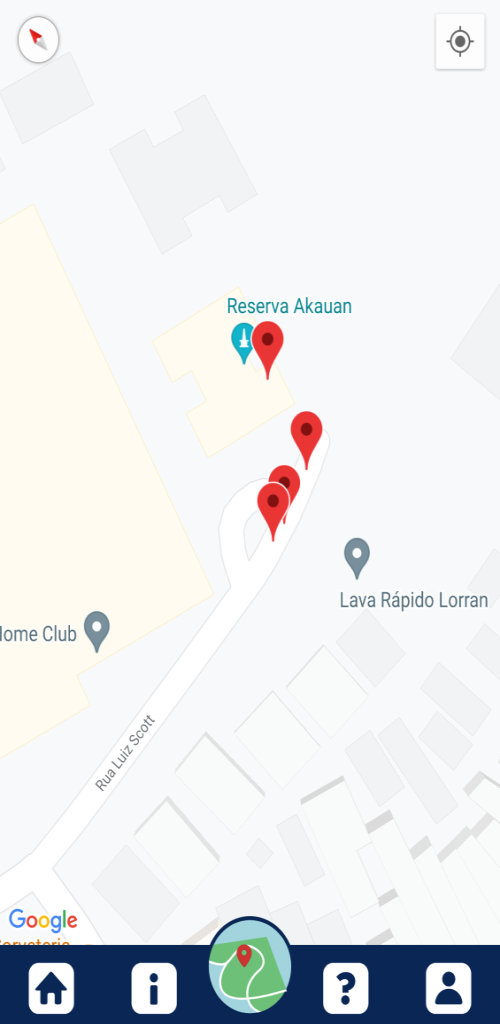 Reserva Akauan
Lava Rápido Lorran
Home Club
Rua Luiz Scott
Google
?